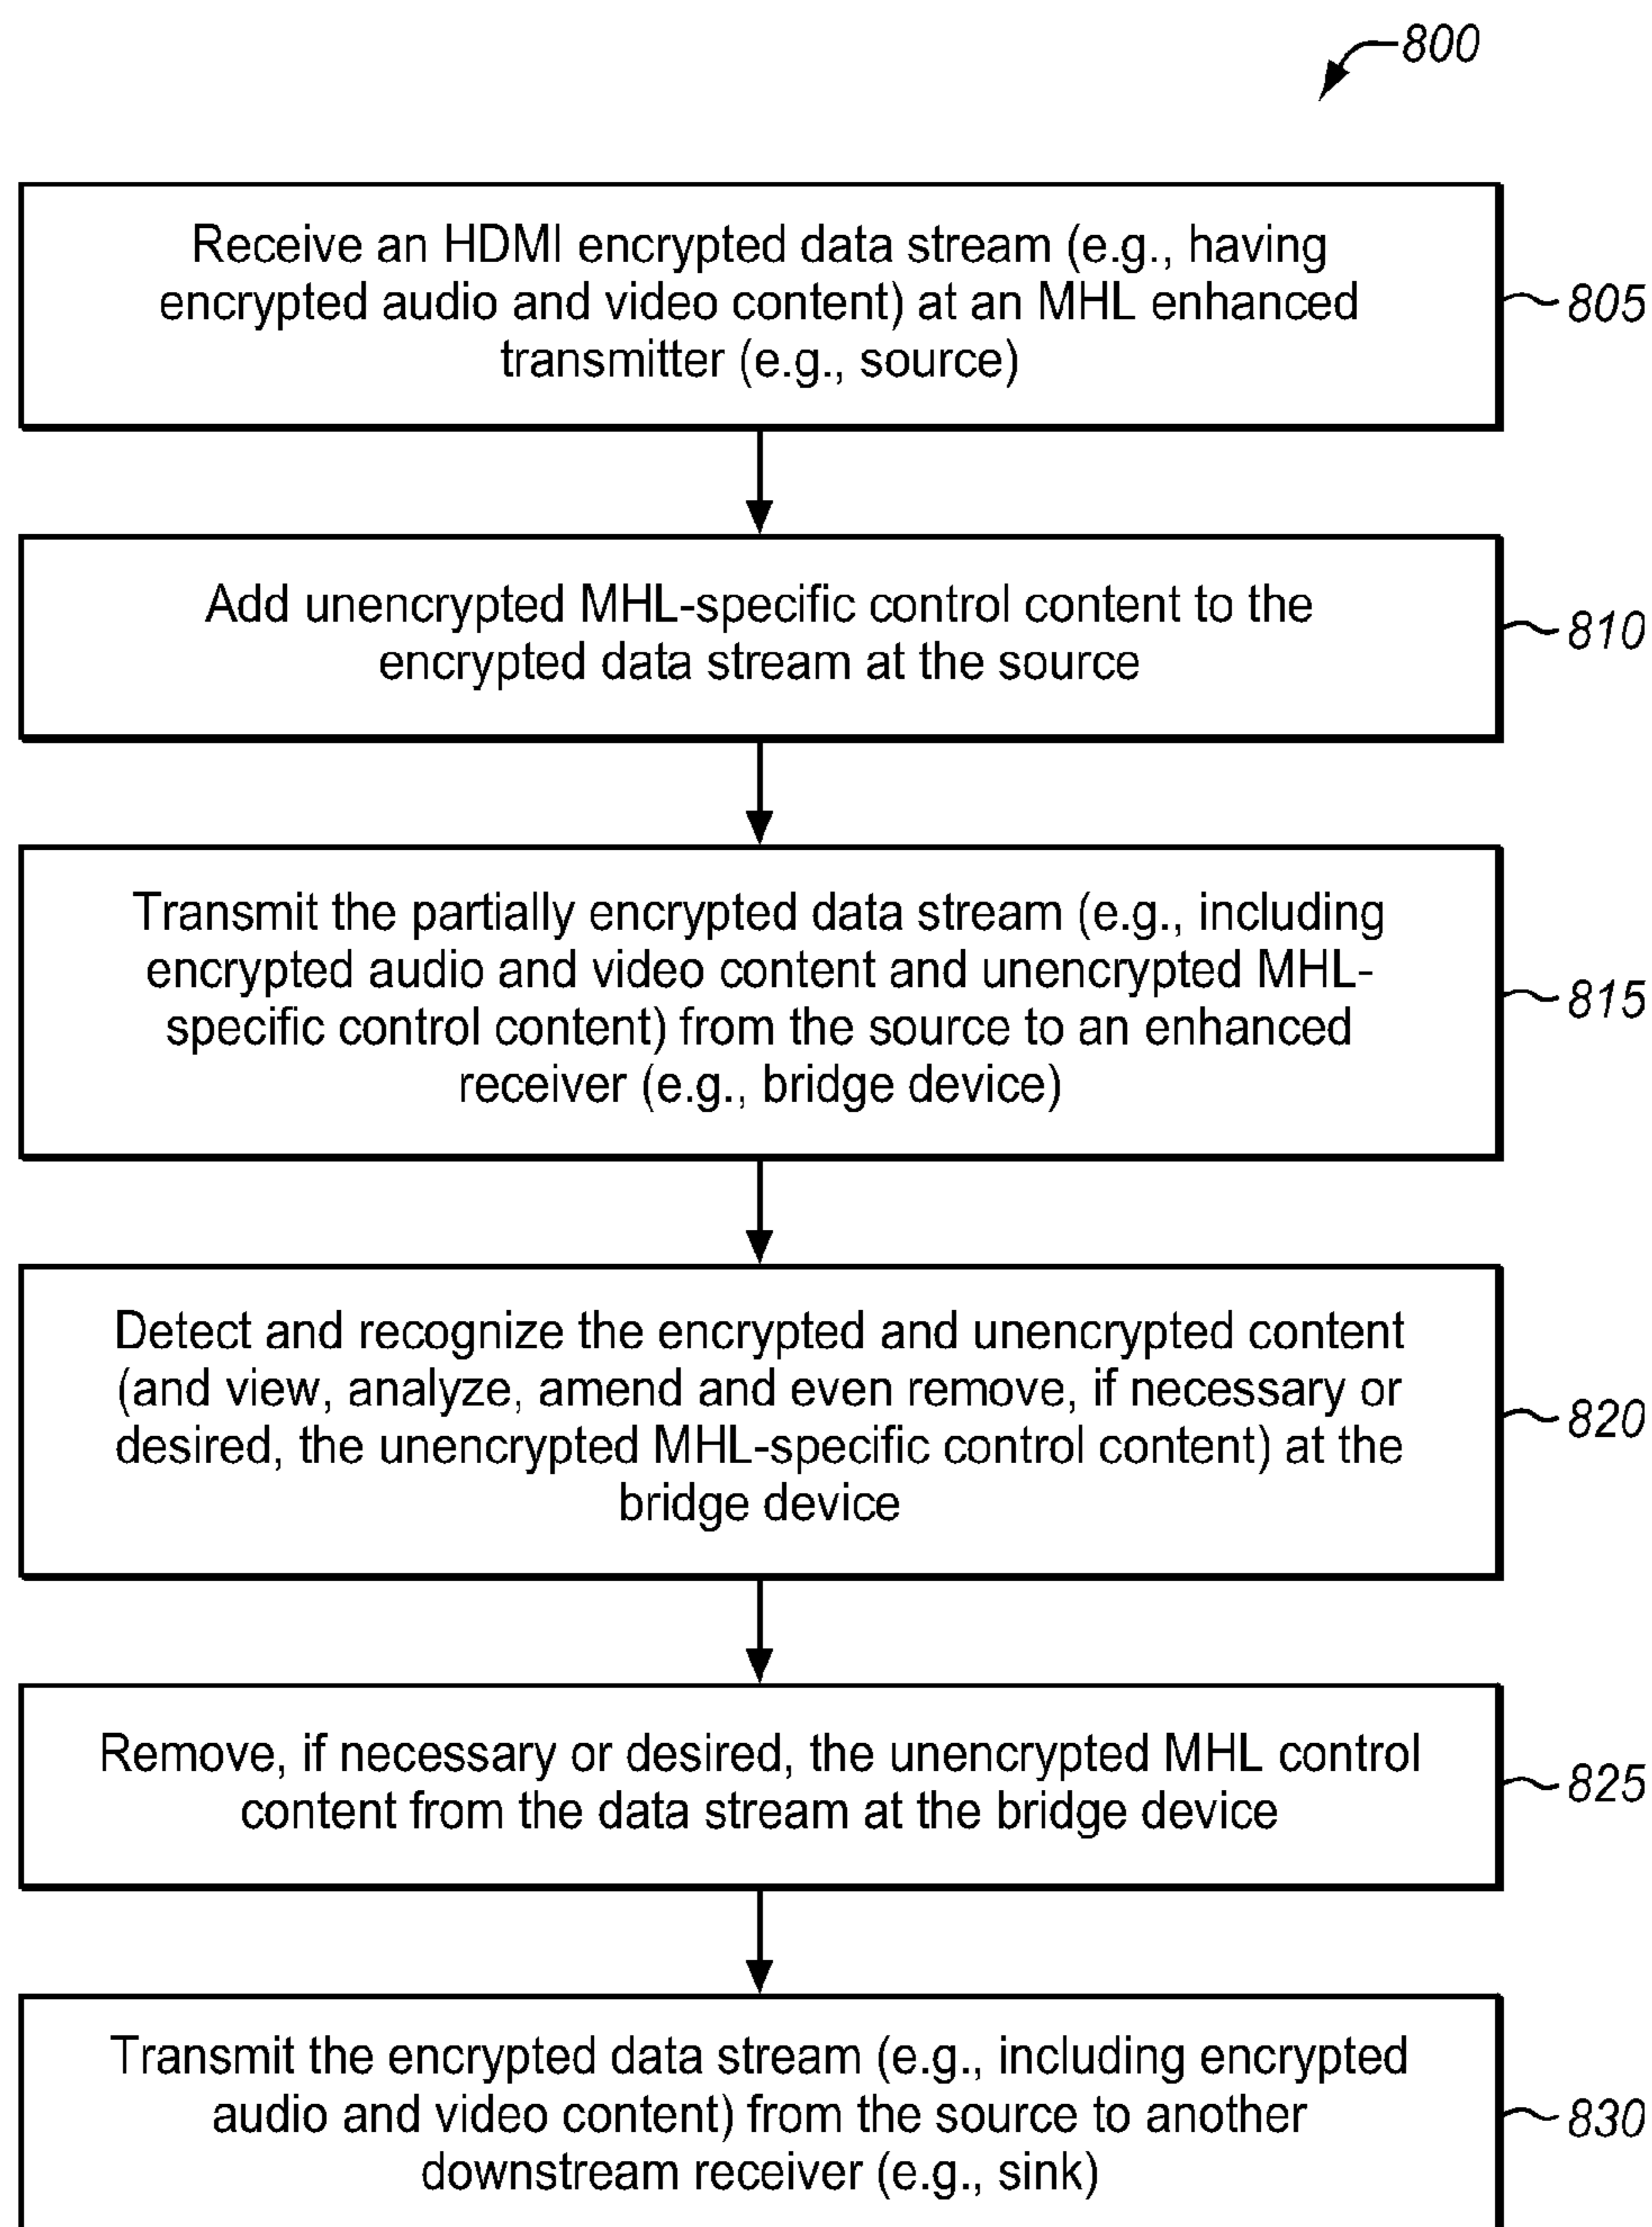 800
Receive an HDMI encrypted data stream (e.g., having
encrypted audio and video content) at an MHL enhanced
transmitter (e.g., source)
805
Add unencrypted MHL-specific control content to the
encrypted data stream at the source
810
Transmit the partially encrypted data stream (e.g., including
encrypted audio and video content and unencrypted MHL-
specific control content) from the source to an enhanced
receiver (e.g., bridge device)
815
Detect and recognize the encrypted and unencrypted content
(and view, analyze, amend and even remove, if necessary or
desired, the unencrypted MHL-specific control content) at the
bridge device
820
Remove, if necessary or desired, the unencrypted MHL control
content from the data stream at the bridge device
825
Transmit the encrypted data stream (e.g., including encrypted
audio and video content) from the source to another
downstream receiver (e.g., sink)
830